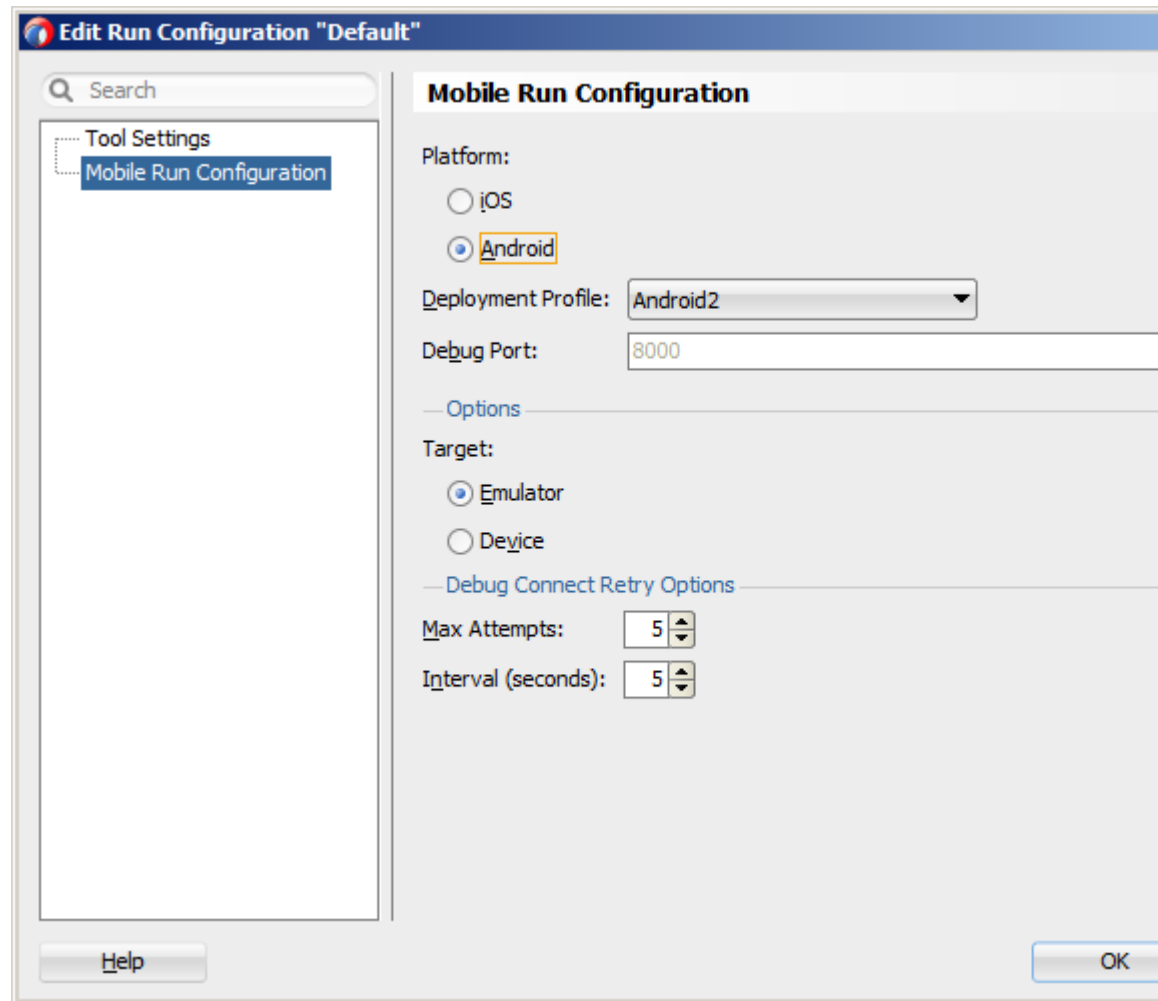 Edit Run Configuration "Default"
Search
Tool Settings
Mobile Run Configuration
Mobile Run Configuration
Platform:
iOS
Android
Deployment Profile: Android2
Debug Port: 8000
Options
Target:
Emulator
Device
Debug Connect Retry Options
Max Attempts: 5
Interval (seconds): 5
Help
OK